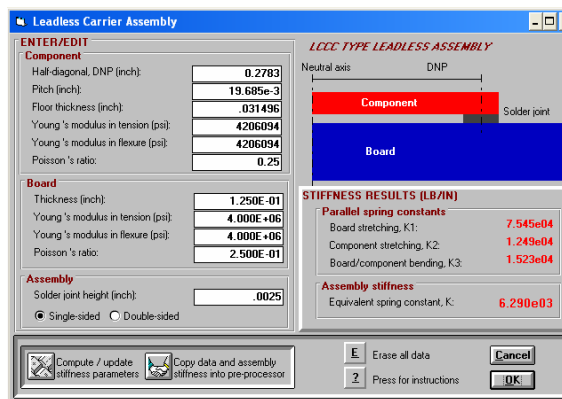 Leadless Carrier Assembly
ENTER/EDIT
Component
Half-diagonal, DNP (inch): 0.2783
Pitch (inch): 19.685e-3
Floor thickness (inch): .031496
Young 's modulus in tension (psi): 4206094
Young 's modulus in flexure (psi): 4206094
Poisson 's ratio: 0.25
Board
Thickness (inch): 1.250E-01
Young 's modulus in tension (psi): 4.000E+06
Young 's modulus in flexure (psi): 4.000E+06
Poisson 's ratio: 2.500E-01
Assembly
Solder joint height (inch): .0025
Single-sided Double-sided
LCCC TYPE LEADLESS ASSEMBLY
Neutral axis DNP
Component
Solder joint
Board
STIFFNESS RESULTS (LB/IN)
Parallel spring constants
Board stretching, K1: 7.545e04
Component stretching, K2: 1.249e04
Board/component bending, K3: 1.523e04
Assembly stiffness
Equivalent spring constant, K: 6.290e03
Compute / update
stiffness parameters
Copy data and assembly
stiffness into pre-processor
E Erase all data
? Press for instructions
Cancel
OK